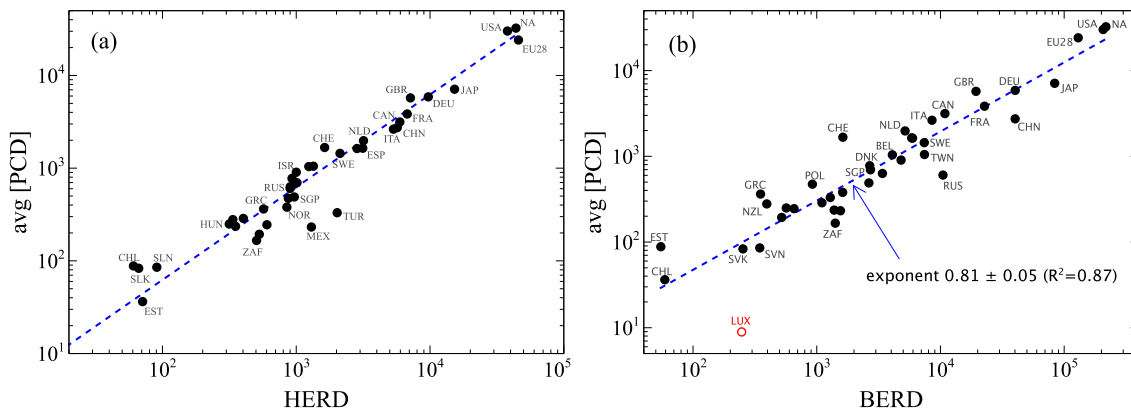 (a)
avg [PCD]
10^5
10^4
10^3
10^2
10^1
USA
NA
EU28
GBR
JAP
DEU
CAN
FRA
CHN
ITA
NLD
CHE
ESP
SWE
ISR
RUS
SGP
GRC
NOR
TUR
HUN
MEX
ZAF
CHL
SLN
SLK
EST
10^2
10^3
10^4
10^5
HERD
(b)
avg [PCD]
10^5
10^4
10^3
10^2
10^1
USA
NA
EU28
GBR
DEU
JAP
CAN
ITA
FRA
CHN
NLD
CHE
SWE
BEL
TWN
DNK
SGP
RUS
POL
GRC
NZL
ZAF
EST
SVK
SVN
CHL
exponent 0.81 ± 0.05 (R^2=0.87)
LUX
10^2
10^3
10^4
10^5
BERD